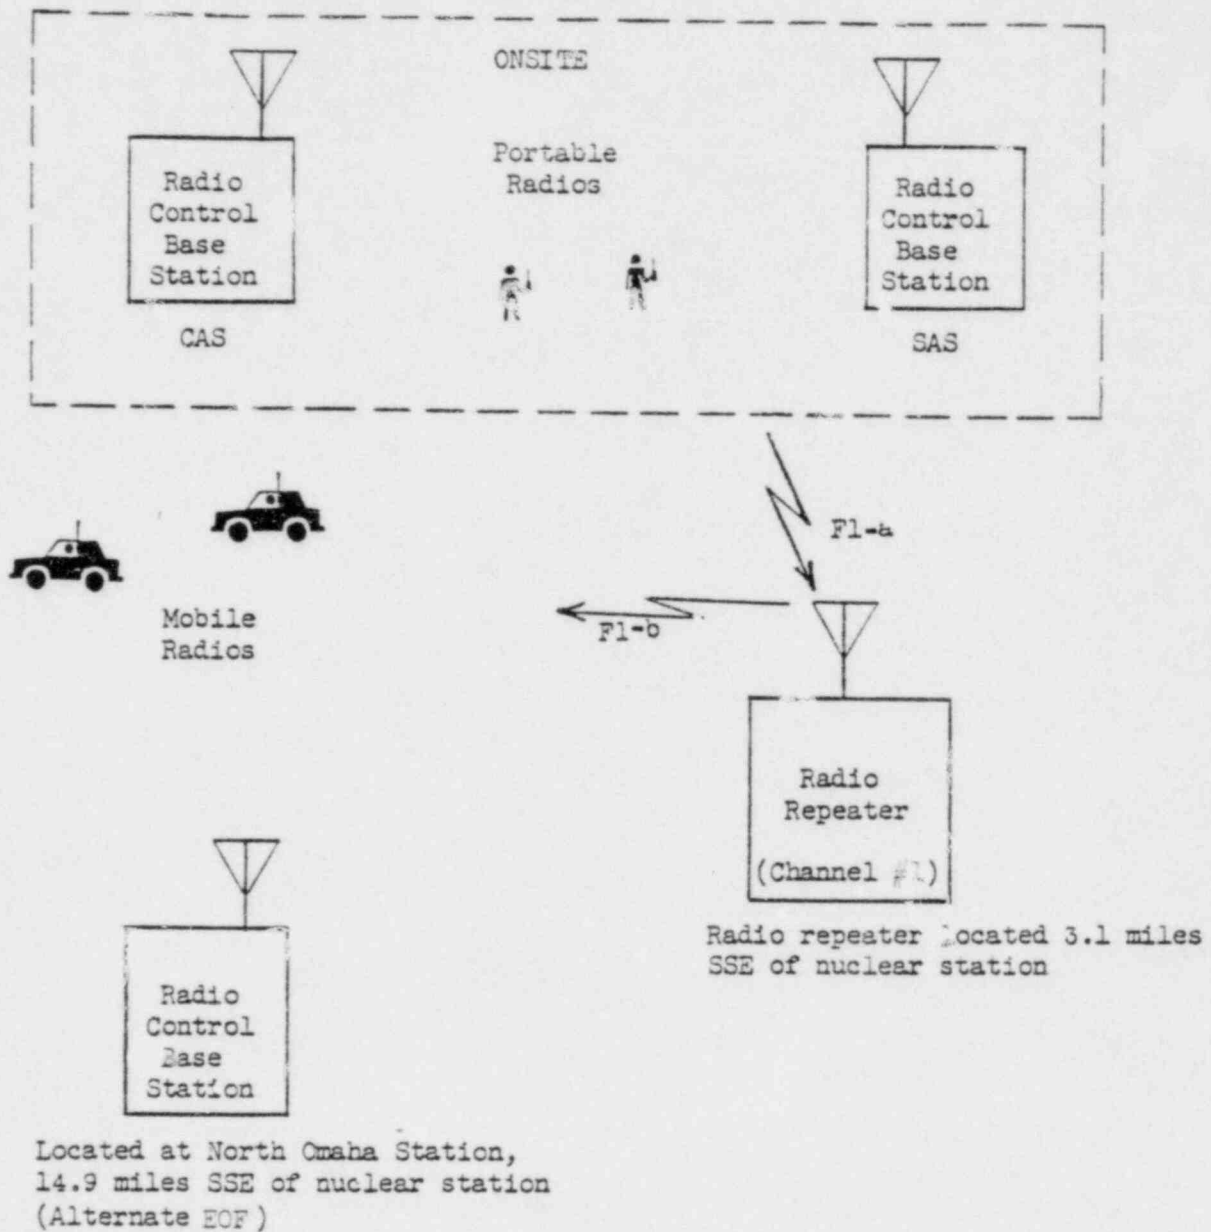 ONSITE
Portable
Radios
Radio
Control
Base
Station
CAS
Radio
Control
Base
Station
SAS
F1-a
F1-b
Mobile
Radios
Radio
Repeater
(Channel #1)
Radio repeater located 3.1 miles
SSE of nuclear station
Radio
Control
Base
Station
Located at North Omaha Station,
14.9 miles SSE of nuclear station
(Alternate EOF)